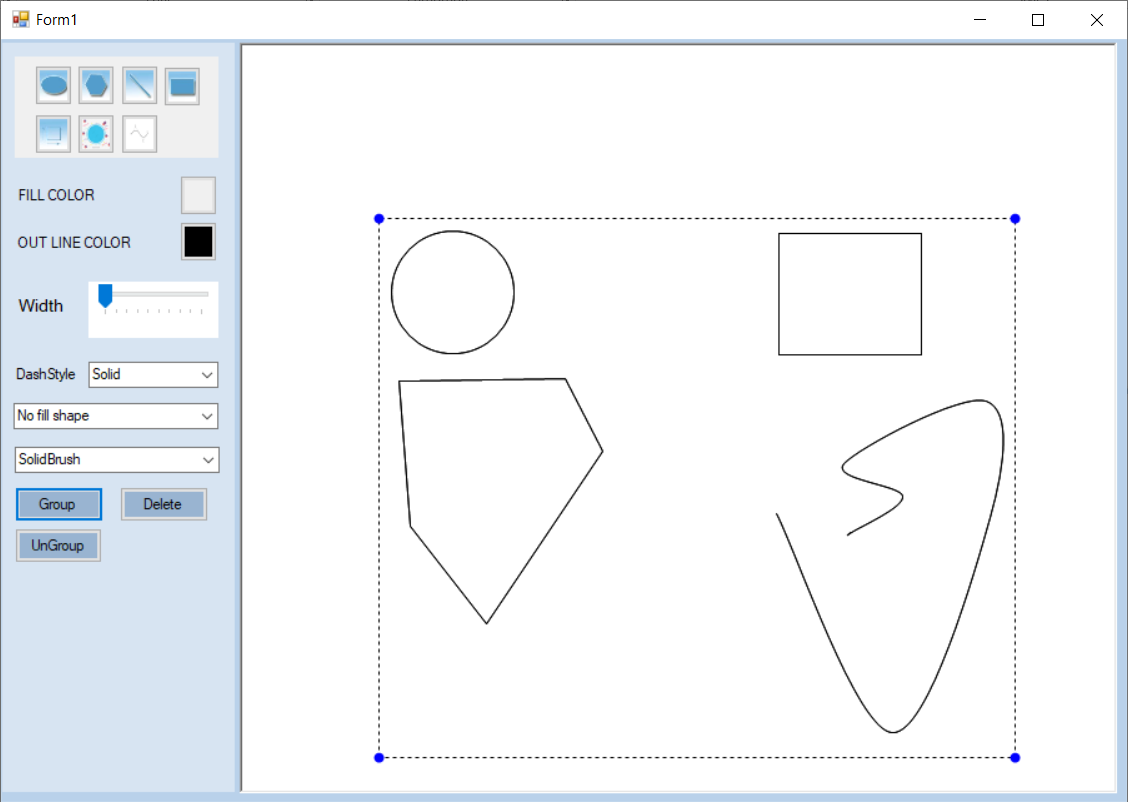 Form1
FILL COLOR
OUT LINE COLOR
Width
DashStyle Solid
No fill shape
SolidBrush
Group Delete
UnGroup